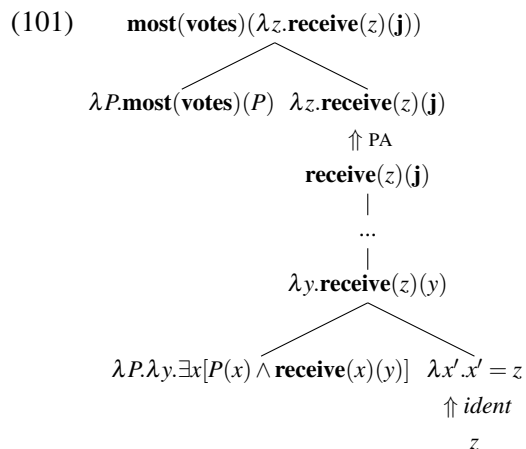 (101) most(votes)(λz.receive(z)(j))
λP.most(votes)(P) λz.receive(z)(j)
⇑ PA
receive(z)(j)
...
λy.receive(z)(y)
λP.λy.∃x[P(x) ∧ receive(x)(y)] λx′.x′ = z
⇑ ident
z